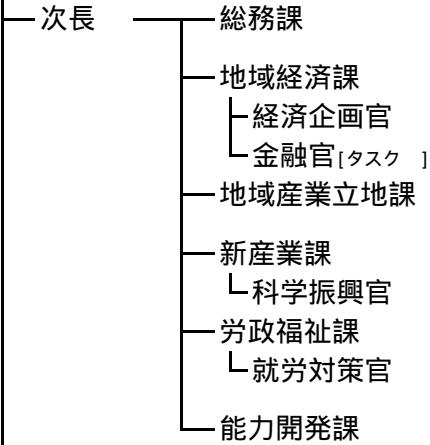 次長 総務課
地域経済課
経済企画官
金融官[タスク ]
地域産業立地課
新産業課
科学振興官
労政福祉課
就労対策官
能力開発課